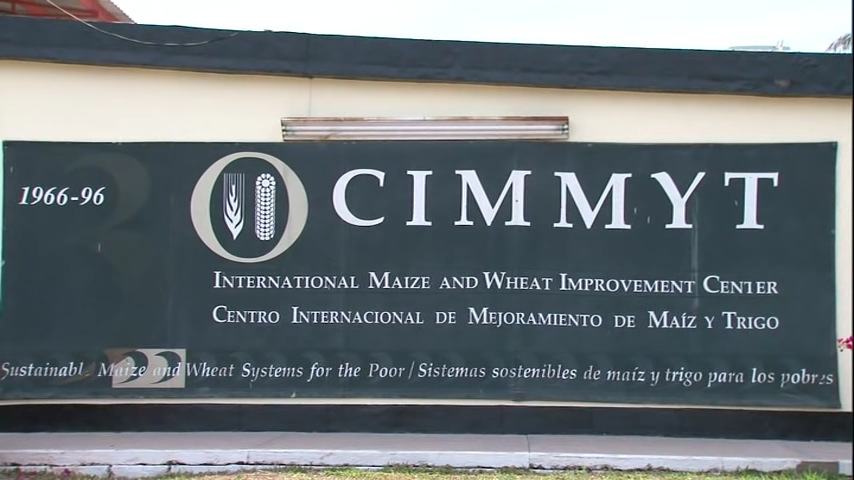 1966-96
CIMMYT
INTERNATIONAL MAIZE AND WHEAT IMPROVEMENT CENTER
CENTRO INTERNACIONAL DE MEJORAMIENTO DE MAÍZ Y TRIGO
Sustainabl Maize and Wheat Systems for the Poor / Sistemas sostenibles de maíz y trigo para los pobres